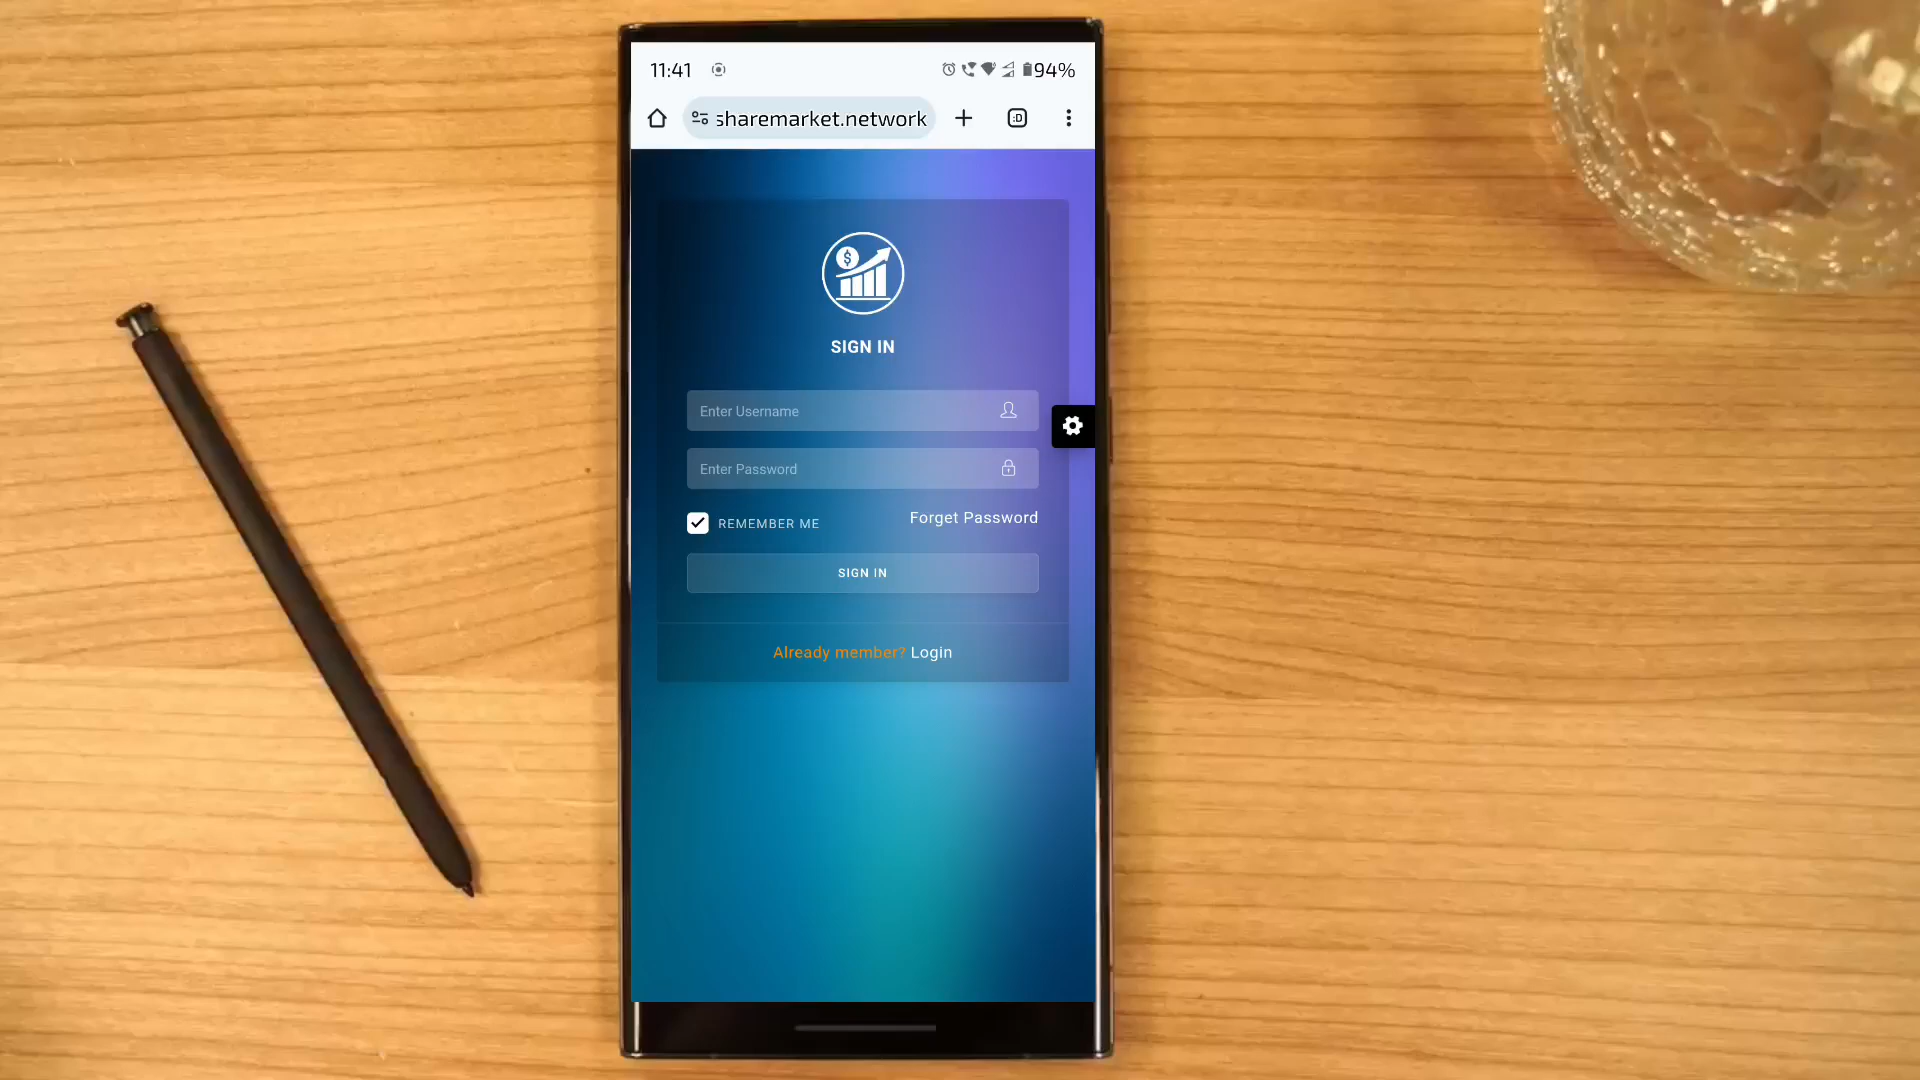 11:41 94%
sharemarket.network :D
$
SIGN IN
Enter Username
Enter Password
REMEMBER ME Forget Password
SIGN IN
Already member? Login